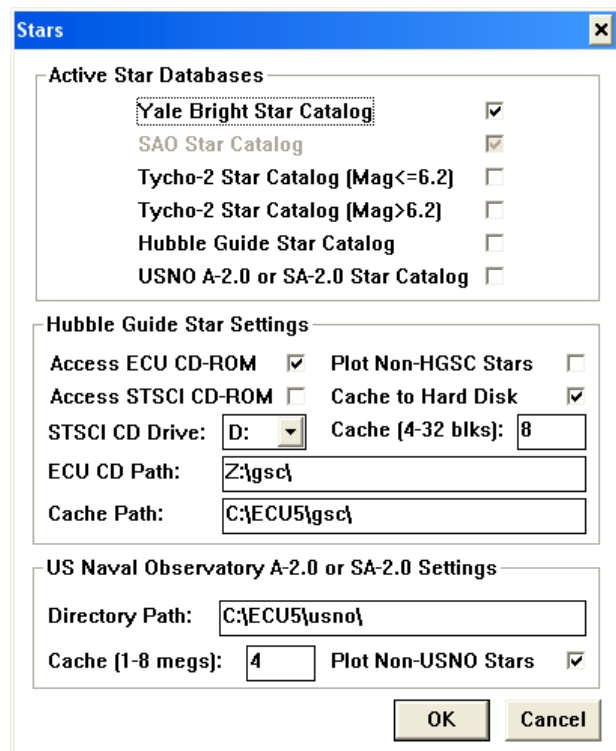 Stars
Active Star Databases
Yale Bright Star Catalog
SAO Star Catalog
Tycho-2 Star Catalog (Mag<=6.2)
Tycho-2 Star Catalog (Mag>6.2)
Hubble Guide Star Catalog
USNO A-2.0 or SA-2.0 Star Catalog
Hubble Guide Star Settings
Access ECU CD-ROM Plot Non-HGSC Stars
Access STSCI CD-ROM Cache to Hard Disk
STSCI CD Drive: D: Cache (4-32 blks): 8
ECU CD Path: Z:\gsc\
Cache Path: C:\ECU5\gsc\
US Naval Observatory A-2.0 or SA-2.0 Settings
Directory Path: C:\ECU5\usno\
Cache (1-8 megs): 4 Plot Non-USNO Stars
OK Cancel